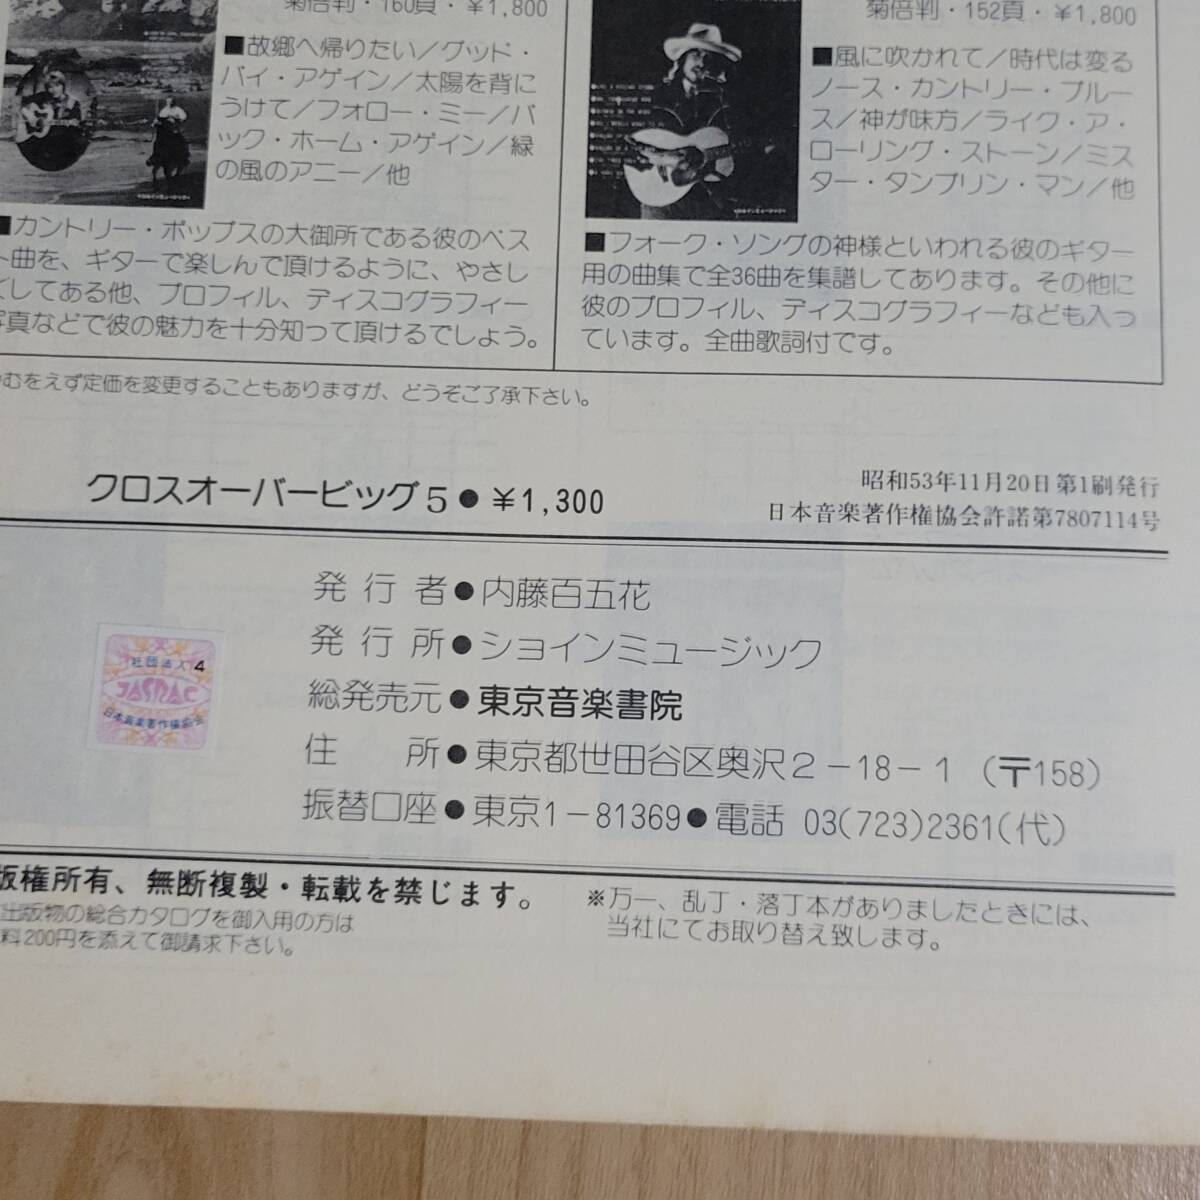 菊倍判・160頁・¥1,800
■故郷へ帰りたい／グッド・
バイ・アゲイン／太陽を背に
うけて／フォロー・ミー／バ
ック・ホーム・アゲイン／緑
の風のアニー／他
■カントリー・ポップスの大御所である彼のベス
ト曲を、ギターで楽しんで頂けるように、やさし
くしてある他、プロフィル、ディスコグラフィー
写真などで彼の魅力を十分知って頂けるでしょう。
菊倍判・152頁・¥1,800
■風に吹かれて／時代は変る
ノース・カントリー・ブルー
ス／神が味方／ライク・ア・
ローリング・ストーン／ミス
ター・タンブリン・マン／他
■フォーク・ソングの神様といわれる彼のギター
用の曲集で全36曲を集譜してあります。その他に
彼のプロフィル、ディスコグラフィーなども入っ
ています。全曲歌詞付です。
やむをえず定価を変更することもありますが、どうぞご了承下さい。
クロスオーバービッグ5●¥1,300
昭和53年11月20日第1刷発行
日本音楽著作権協会許諾第7807114号
発行者●内藤百五花
発行所●ショインミュージック
総発売元●東京音楽書院
住　所●東京都世田谷区奥沢2-18-1（〒158）
振替口座●東京1-81369●電話 03(723)2361(代)
社団法人 4
JASRAC
日本音楽著作権協会
版権所有、無断複製・転載を禁じます。
出版物の総合カタログを御入用の方は
料200円を添えて御請求下さい。
※万一、乱丁・落丁本がありましたときには、
当社にてお取り替え致します。